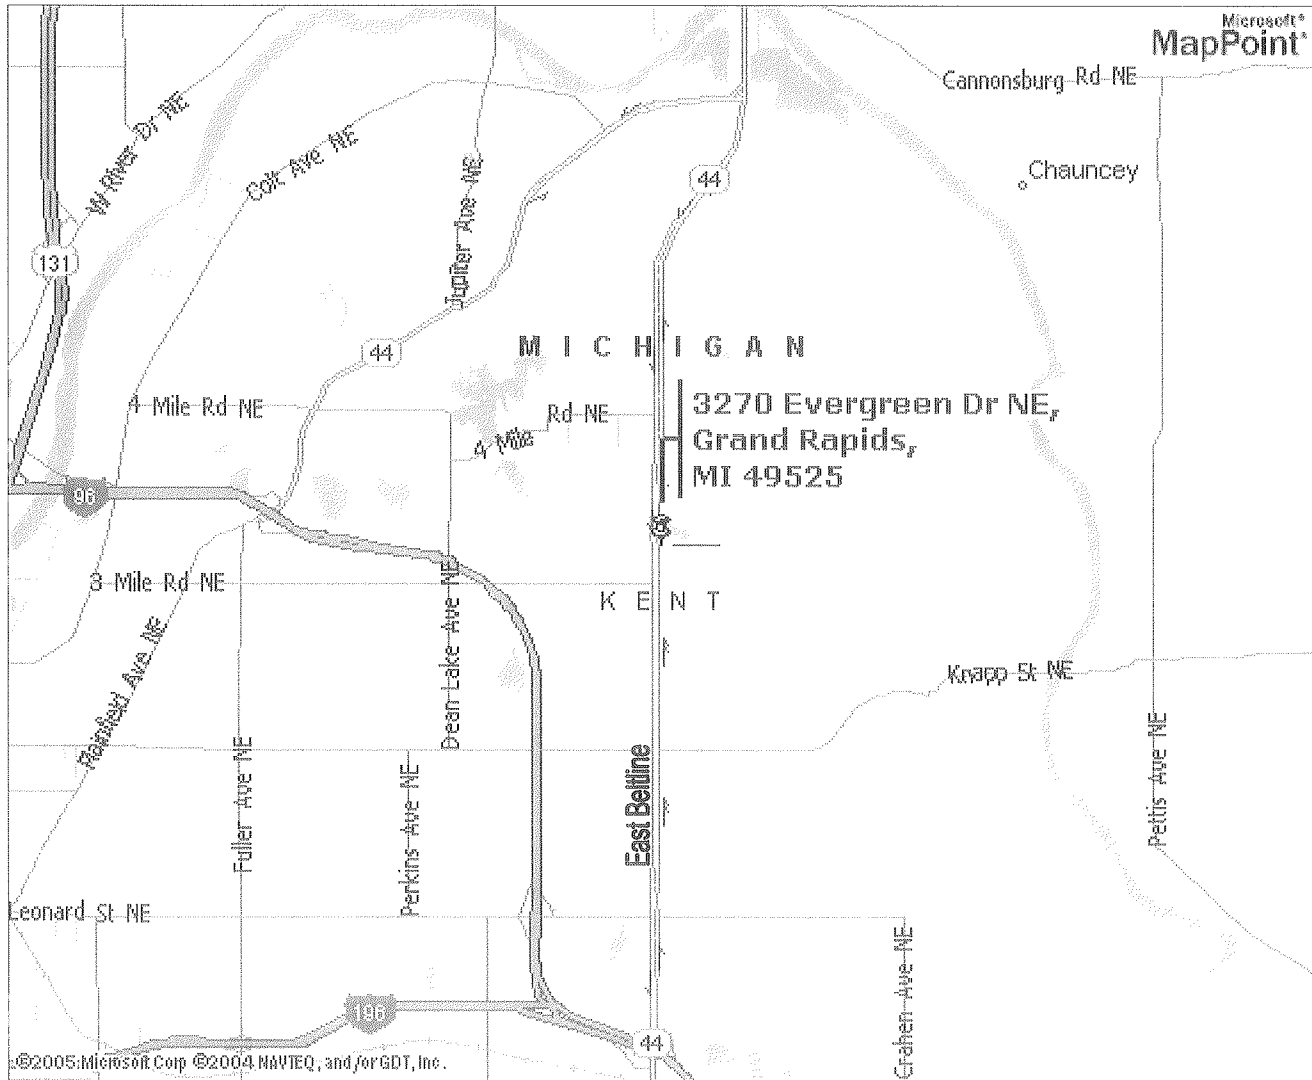 Microsoft®
MapPoint®
Cannonsburg Rd NE
W River Dr NE
Coit Ave NE
Jupiter Ave NE
44
Chauncey
131
44
MICHIGAN
4 Mile Rd NE
4 Mile Rd NE
3270 Evergreen Dr NE,
Grand Rapids,
MI 49525
96
3 Mile Rd NE
KENT
Plainfield Ave NE
Dean Lake Ave NE
Knapp St NE
Fuller Ave NE
Perkins Ave NE
East Beltline
Pettis Ave NE
Leonard St NE
Crahen Ave NE
196
44
©2005 Microsoft Corp ©2004 NAVTEQ, and/or GDT, Inc.